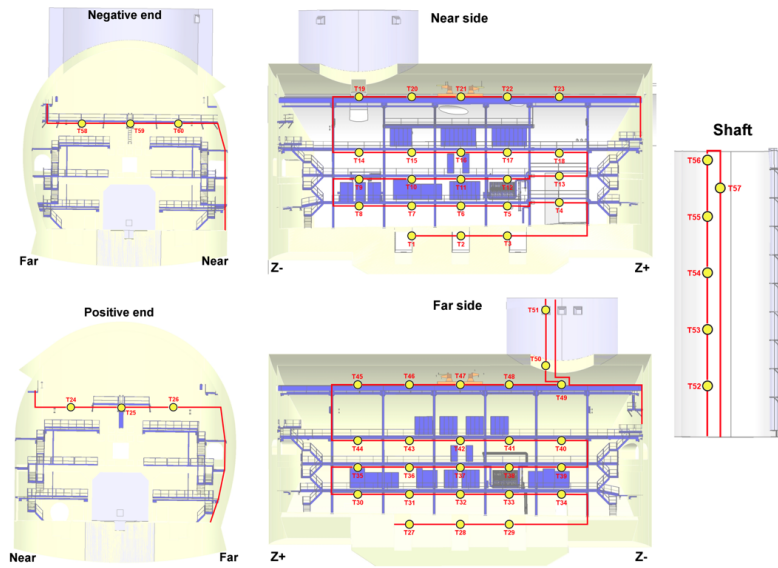 Negative end
Near side
T19 T20 T21 T22 T23
T58 T59 T60
Shaft
T14 T15 T16 T17 T18
T56
T57
T13
T9 T10 T11 T12
T8 T7 T6 T5 T4
T55
T1 T2 T3
Far Near
Z- Z+
T54
Positive end
Far side
T51
T53
T50
T45 T46 T47 T48
T49
T52
T24 T25 T26
T44 T43 T42 T41 T40
T35 T36 T37 T38 T39
T30 T31 T32 T33 T34
T27 T28 T29
Near Far
Z+ Z-